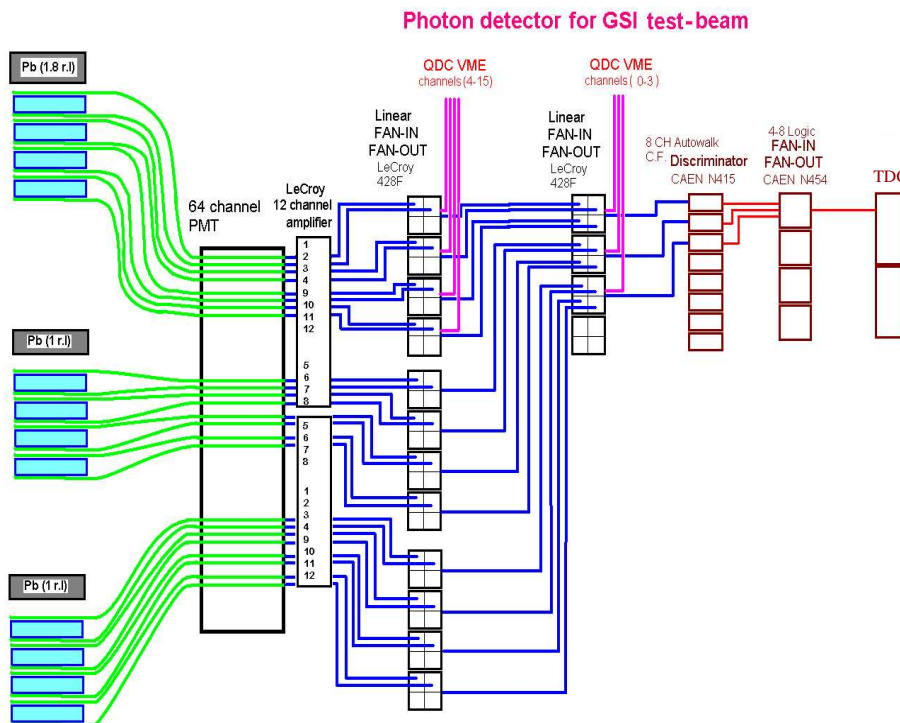 Photon detector for GSI test-beam
Pb (1.8 r.l)
QDC VME
channels(4-15)
QDC VME
channels( 0-3)
Linear
FAN-IN
FAN-OUT
LeCroy
428F
Linear
FAN-IN
FAN-OUT
LeCroy
428F
8 CH Autowalk
C.F. Discriminator
CAEN N415
4-8 Logic
FAN-IN
FAN-OUT
CAEN N454
TDC
64 channel
PMT
LeCroy
12 channel
amplifier
1
2
3
4
9
10
11
12
5
6
7
8
Pb (1 r.l)
5
6
7
8
1
2
3
4
9
10
11
12
Pb (1 r.l)